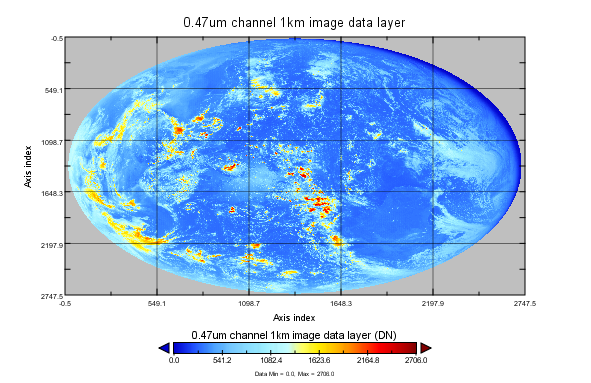 0.47um channel 1km image data layer
-0.5
549.1
1098.7
1648.3
2197.9
2747.5
Axis index
-0.5 549.1 1098.7 1648.3 2197.9 2747.5
Axis index
0.47um channel 1km image data layer (DN)
0.0 541.2 1082.4 1623.6 2164.8 2706.0
Data Min = 0.0, Max = 2706.0